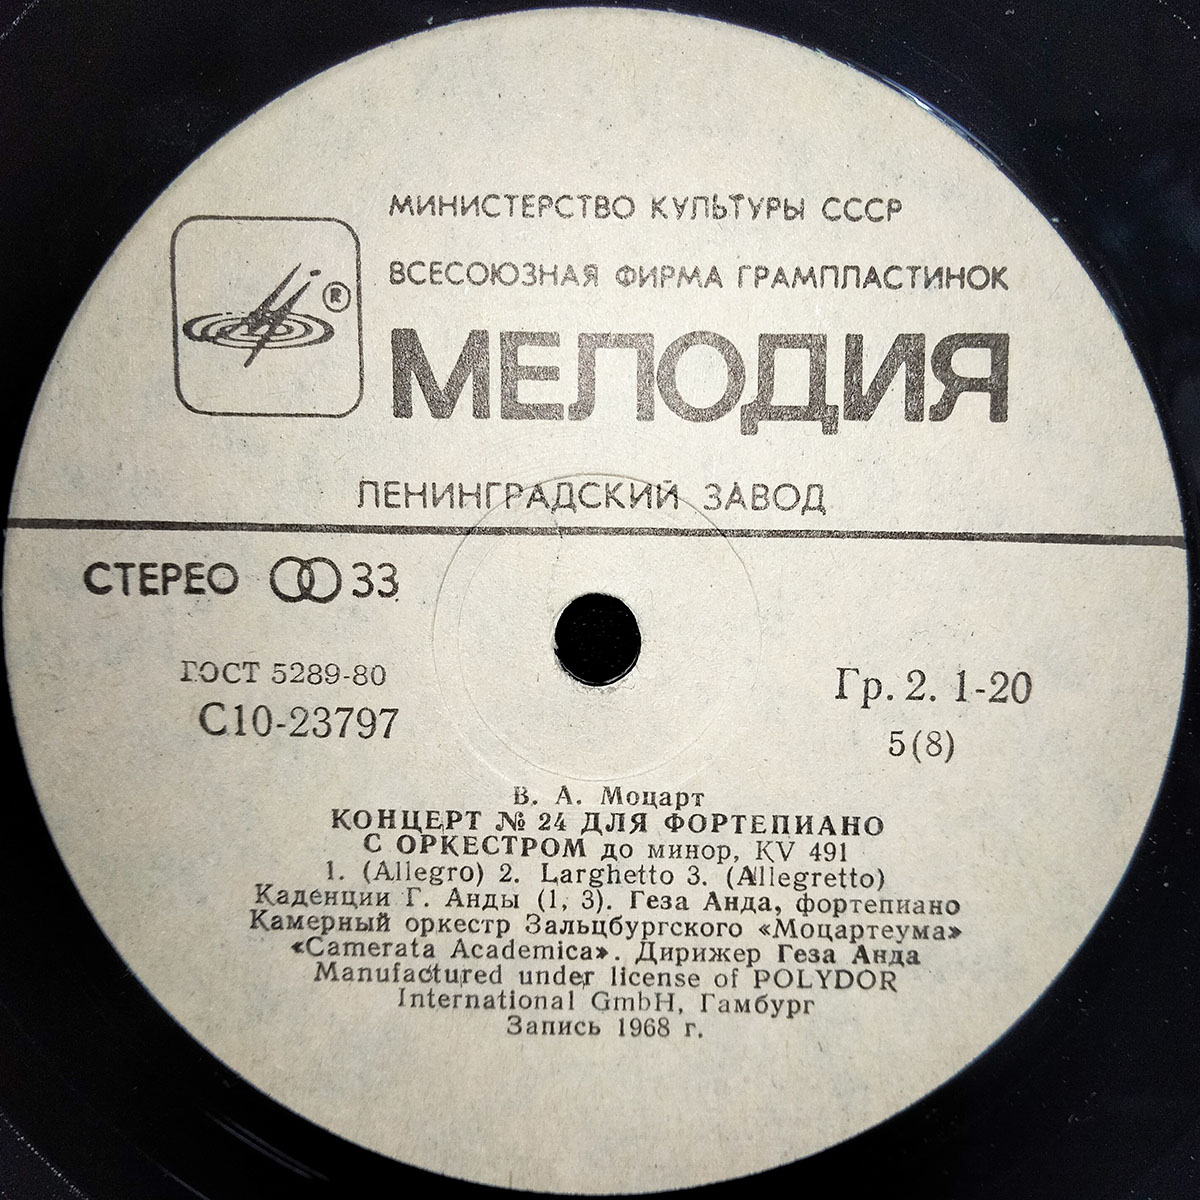 МИНИСТЕРСТВО КУЛЬТУРЫ СССР
ВСЕСОЮЗНАЯ ФИРМА ГРАМПЛАСТИНОК
®
МЕЛОДИЯ
ЛЕНИНГРАДСКИЙ ЗАВОД
СТЕРЕО 33
ГОСТ 5289-80
С10-23797
Гр. 2. 1-20
5(8)
В. А. Моцарт
КОНЦЕРТ № 24 ДЛЯ ФОРТЕПИАНО
С ОРКЕСТРОМ до минор, KV 491
1. (Allegro) 2. Larghetto 3. (Allegretto)
Каденции Г. Анды (1, 3). Геза Анда, фортепиано
Камерный оркестр Зальцбургского «Моцартеума»
«Camerata Academica». Дирижер Геза Анда
Manufactured under license of POLYDOR
International GmbH, Гамбург
Запись 1968 г.